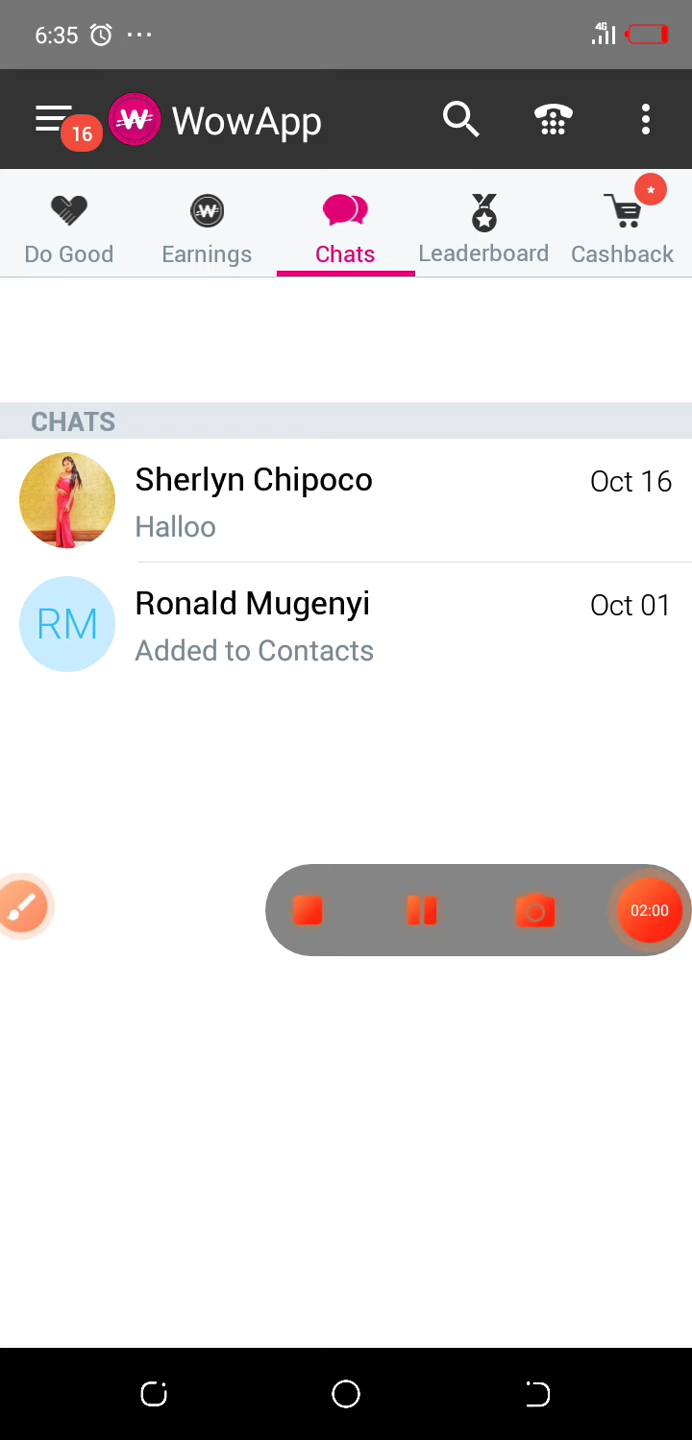 6:35
4G
16
W WowApp
*
Do Good Earnings Chats Leaderboard Cashback
CHATS
Sherlyn Chipoco Oct 16
Halloo
RM
Ronald Mugenyi Oct 01
Added to Contacts
02:00